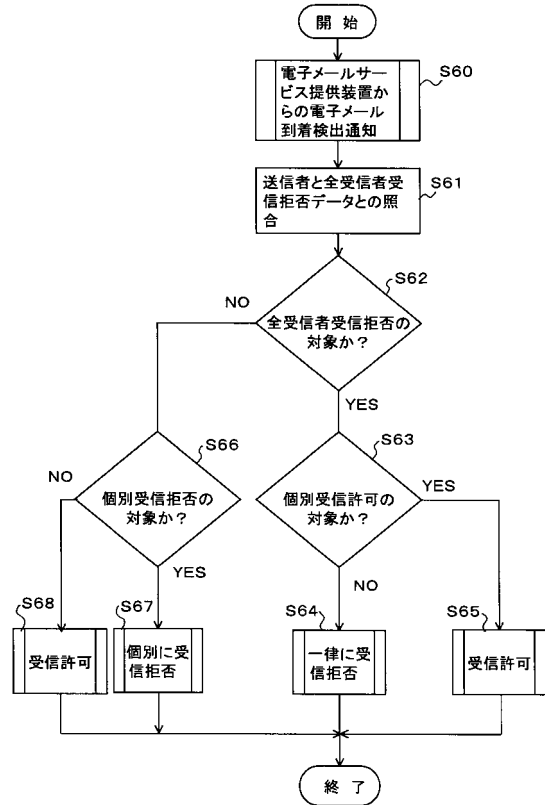 開 始
電子メールサー
ビス提供装置か
らの電子メール
到着検出通知
S60
送信者と全受信者受
信拒否データとの照
合
S61
S62
NO
全受信者受信拒否の
対象か？
YES
S66
S63
NO
個別受信拒否の
対象か？
YES
個別受信許可の
対象か？
YES
NO
S68
受信許可
S67
個別に受
信拒否
S64
一律に受
信拒否
S65
受信許可
終 了